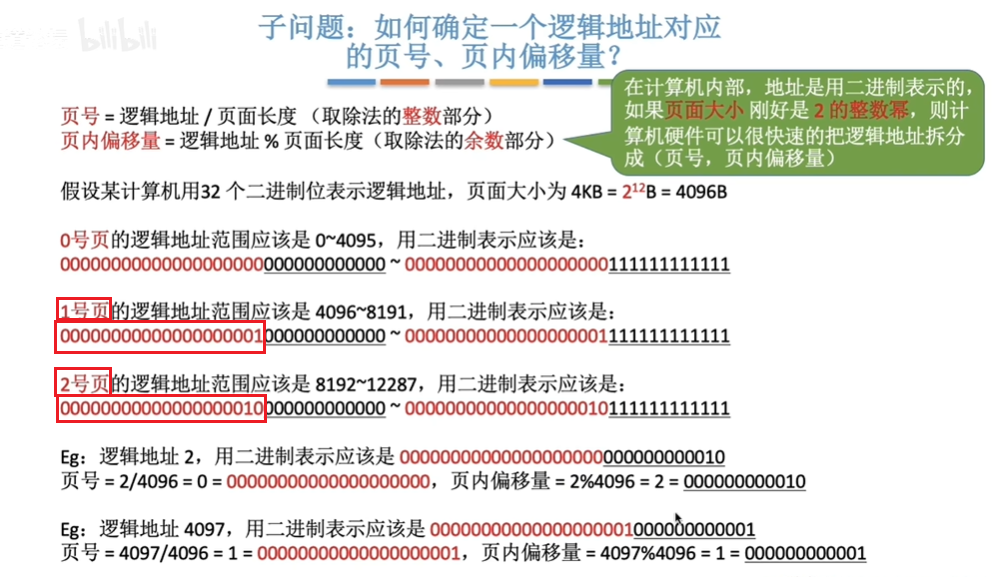 bilibili
子问题：如何确定一个逻辑地址对应
的页号、页内偏移量？
在计算机内部，地址是用二进制表示的，
如果页面大小 刚好是 2 的整数幂，则计
算机硬件可以很快速的把逻辑地址拆分
成（页号，页内偏移量）
页号 = 逻辑地址 / 页面长度 （取除法的整数部分）
页内偏移量 = 逻辑地址 % 页面长度（取除法的余数部分）
假设某计算机用32 个二进制位表示逻辑地址，页面大小为 4KB = 2¹²B = 4096B
0号页的逻辑地址范围应该是 0~4095，用二进制表示应该是：
00000000000000000000000000000000 ~ 00000000000000000000111111111111
1号页的逻辑地址范围应该是 4096~8191，用二进制表示应该是：
00000000000000000001000000000000 ~ 00000000000000000001111111111111
2号页的逻辑地址范围应该是 8192~12287，用二进制表示应该是：
00000000000000000010000000000000 ~ 00000000000000000010111111111111
Eg：逻辑地址 2，用二进制表示应该是 00000000000000000000000000000010
页号 = 2/4096 = 0 = 00000000000000000000，页内偏移量 = 2%4096 = 2 = 000000000010
Eg：逻辑地址 4097，用二进制表示应该是 00000000000000000001000000000001
页号 = 4097/4096 = 1 = 00000000000000000001，页内偏移量 = 4097%4096 = 1 = 000000000001